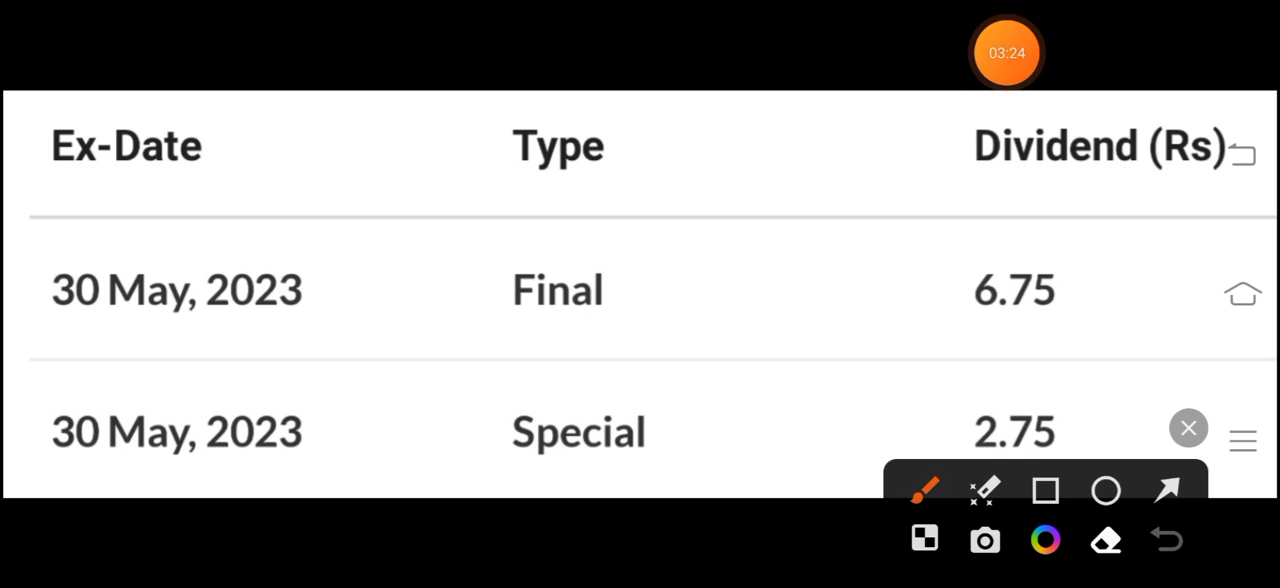 03:24
Ex-Date Type Dividend (Rs)
30 May, 2023 Final 6.75
30 May, 2023 Special 2.75